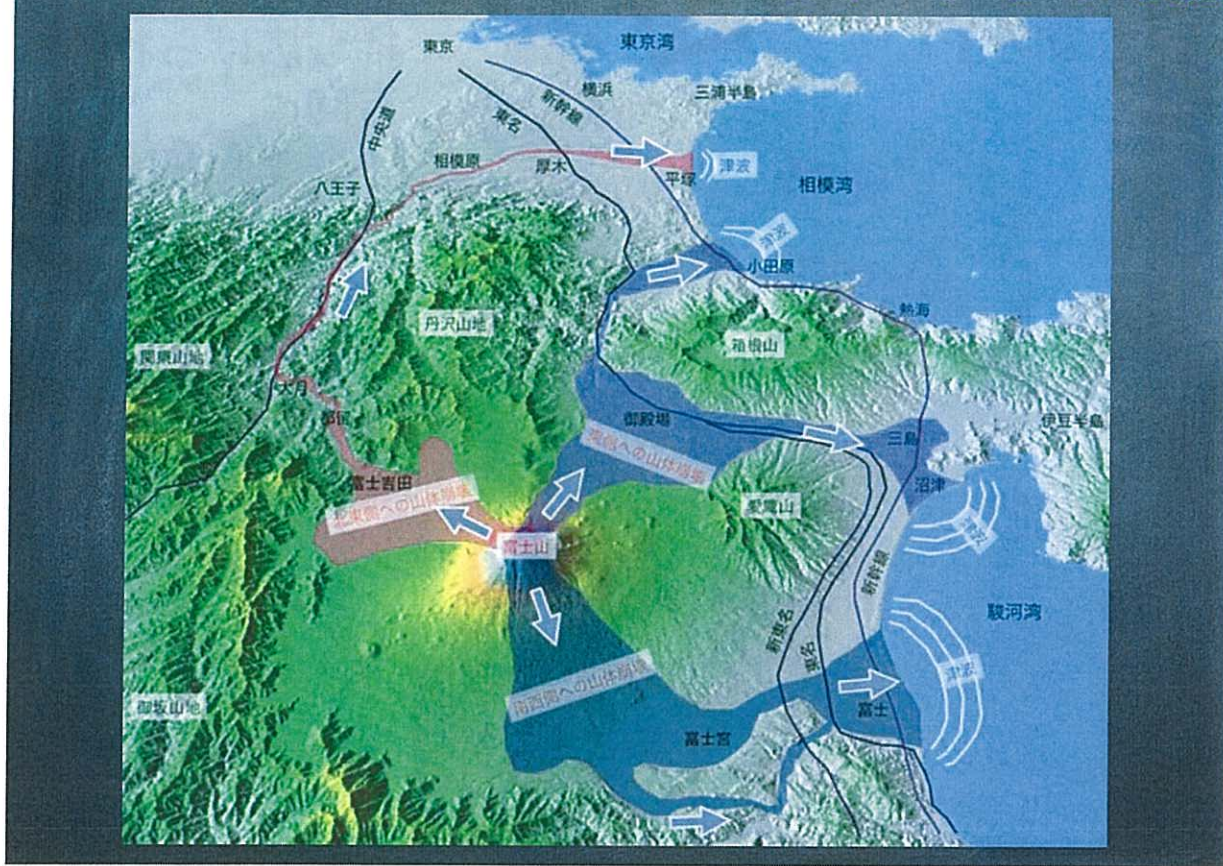 東京
東京湾
横浜
三浦半島
新幹線
東名
中央道
相模原
厚木
平塚
津波
相模湾
八王子
津波
小田原
丹沢山地
熱海
箱根山
関東山地
大月
都留
御殿場
三島
伊豆半島
東側への山体崩壊
富士吉田
北東側への山体崩壊
沼津
愛鷹山
津波
富士山
新幹線
駿河湾
新東名
東名
津波
南西側への山体崩壊
御坂山地
富士
富士宮